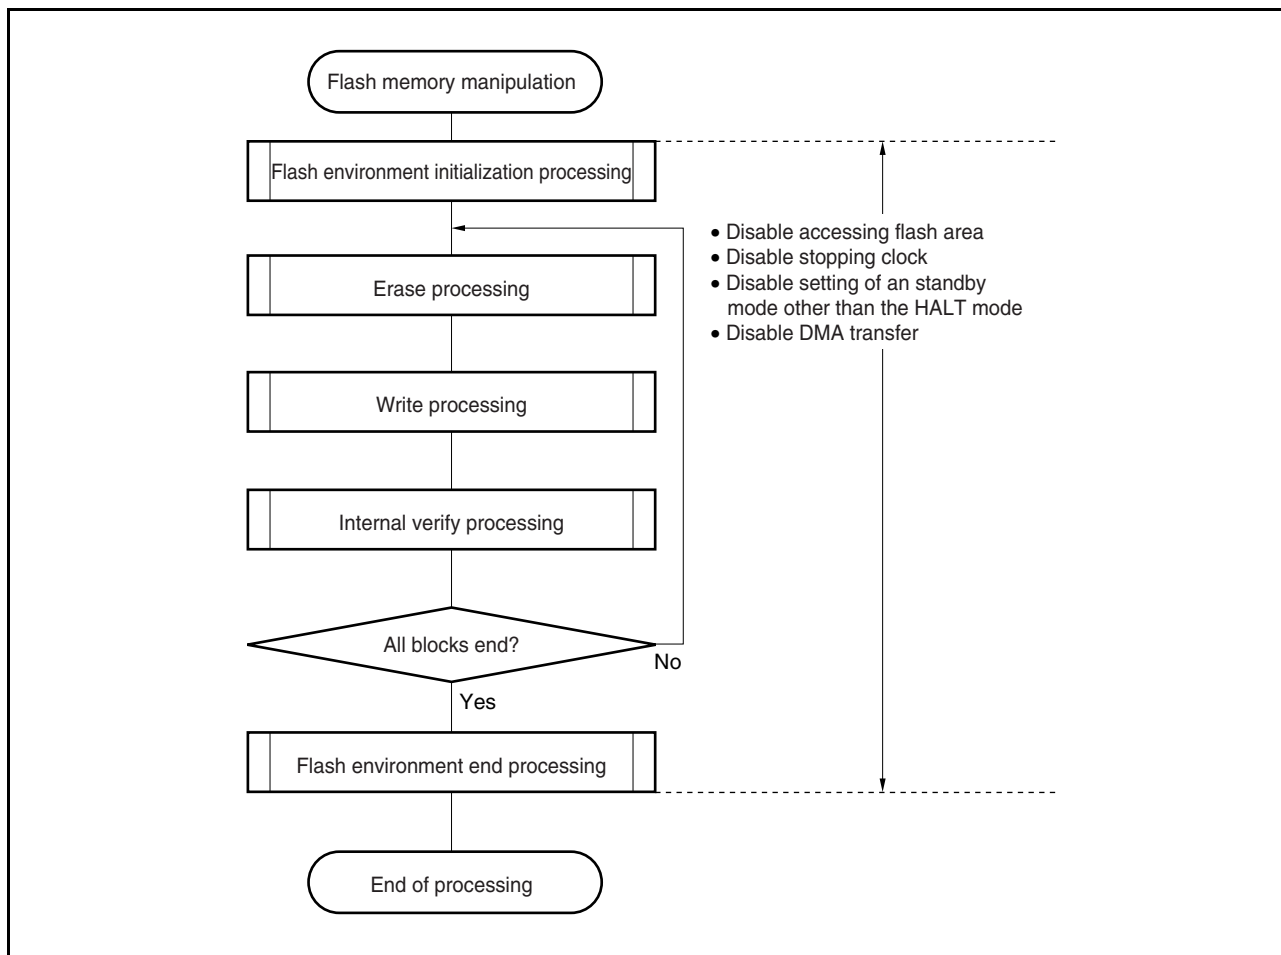 Flash memory manipulation
Flash environment initialization processing
• Disable accessing flash area
• Disable stopping clock
• Disable setting of an standby
mode other than the HALT mode
• Disable DMA transfer
Erase processing
Write processing
Internal verify processing
All blocks end?
No
Yes
Flash environment end processing
End of processing